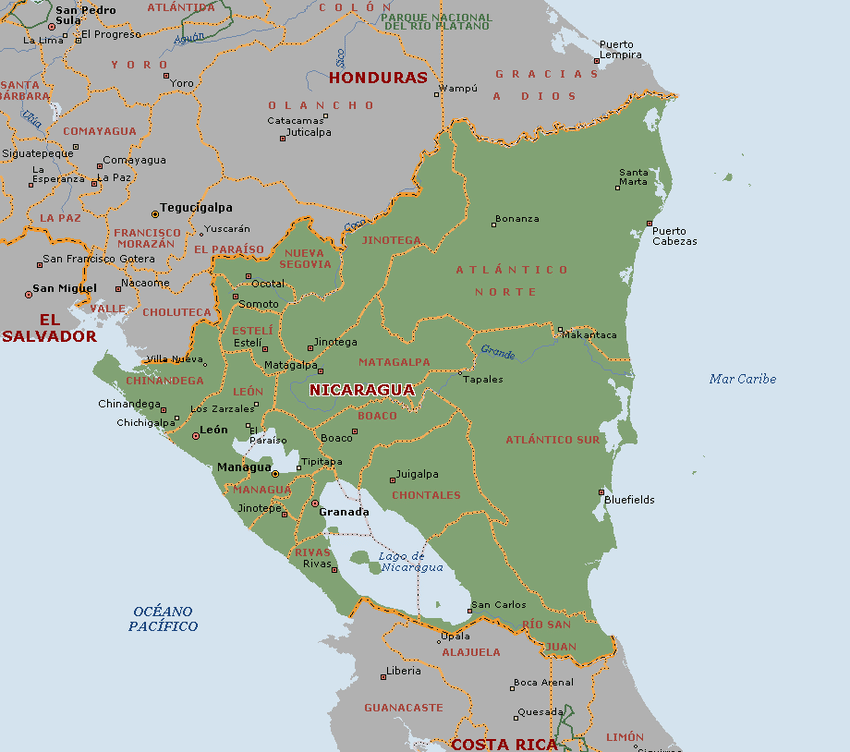 ATLÁNTIDA
COLÓN
San Pedro
Sula
PARQUE NACIONAL
DEL RÍO PLÁTANO
La Lima
El Progreso
Aguán
Puerto
Lempira
YORO
Sico
HONDURAS
GRACIAS
A DIOS
Yoro
SANTA
BÁRBARA
Wampú
OLANCHO
Catacamas
Juticalpa
Ulúa
COMAYAGUA
Siguatepeque
Comayagua
La
Esperanza
La Paz
Santa
Marta
Tegucigalpa
LA PAZ
Yuscarán
Coco
Bonanza
Puerto
Cabezas
FRANCISCO
MORAZÁN
EL PARAÍSO
JINOTEGA
NUEVA
SEGOVIA
San Francisco Gotera
ATLÁNTICO
NORTE
San Miguel
Nacaome
Ocotal
Somoto
VALLE
CHOLUTECA
EL
SALVADOR
ESTELÍ
Estelí
Jinotega
Makantaca
Villa Nueva
Matagalpa
MATAGALPA
Grande
CHINANDEGA
Tapales
Mar Caribe
LEÓN
NICARAGUA
Chinandega
Los Zarzales
Chichigalpa
BOACO
León
El
Paraíso
Boaco
ATLÁNTICO SUR
Managua
Tipitapa
Juigalpa
MANAGUA
CHONTALES
Bluefields
Jinotepe
Granada
RIVAS
Rivas
Lago de
Nicaragua
OCÉANO
PACÍFICO
San Carlos
RÍO SAN
JUAN
Upala
ALAJUELA
Liberia
Boca Arenal
GUANACASTE
Quesada
COSTA RICA
LIMÓN